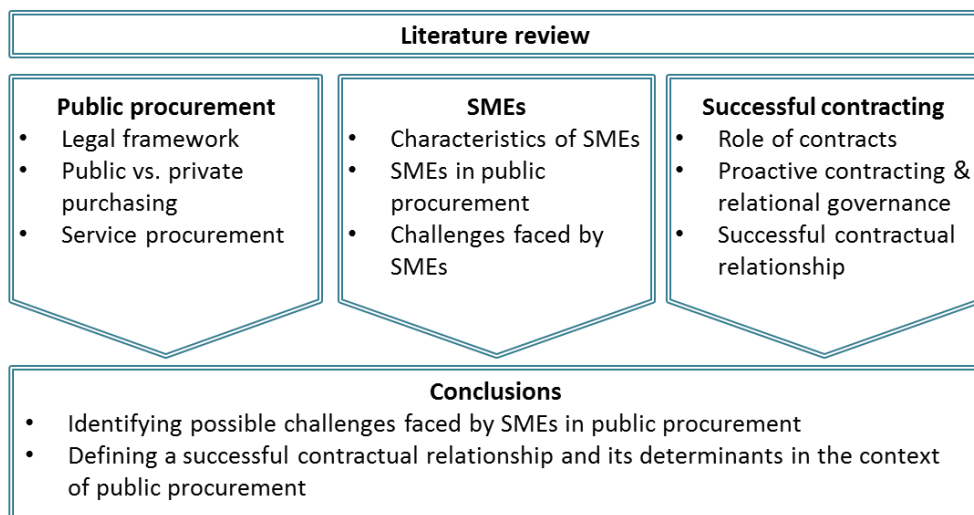 Literature review
Public procurement
• Legal framework
• Public vs. private
purchasing
• Service procurement
SMEs
• Characteristics of SMEs
• SMEs in public
procurement
• Challenges faced by
SMEs
Successful contracting
• Role of contracts
• Proactive contracting &
relational governance
• Successful contractual
relationship
Conclusions
• Identifying possible challenges faced by SMEs in public procurement
• Defining a successful contractual relationship and its determinants in the context
of public procurement